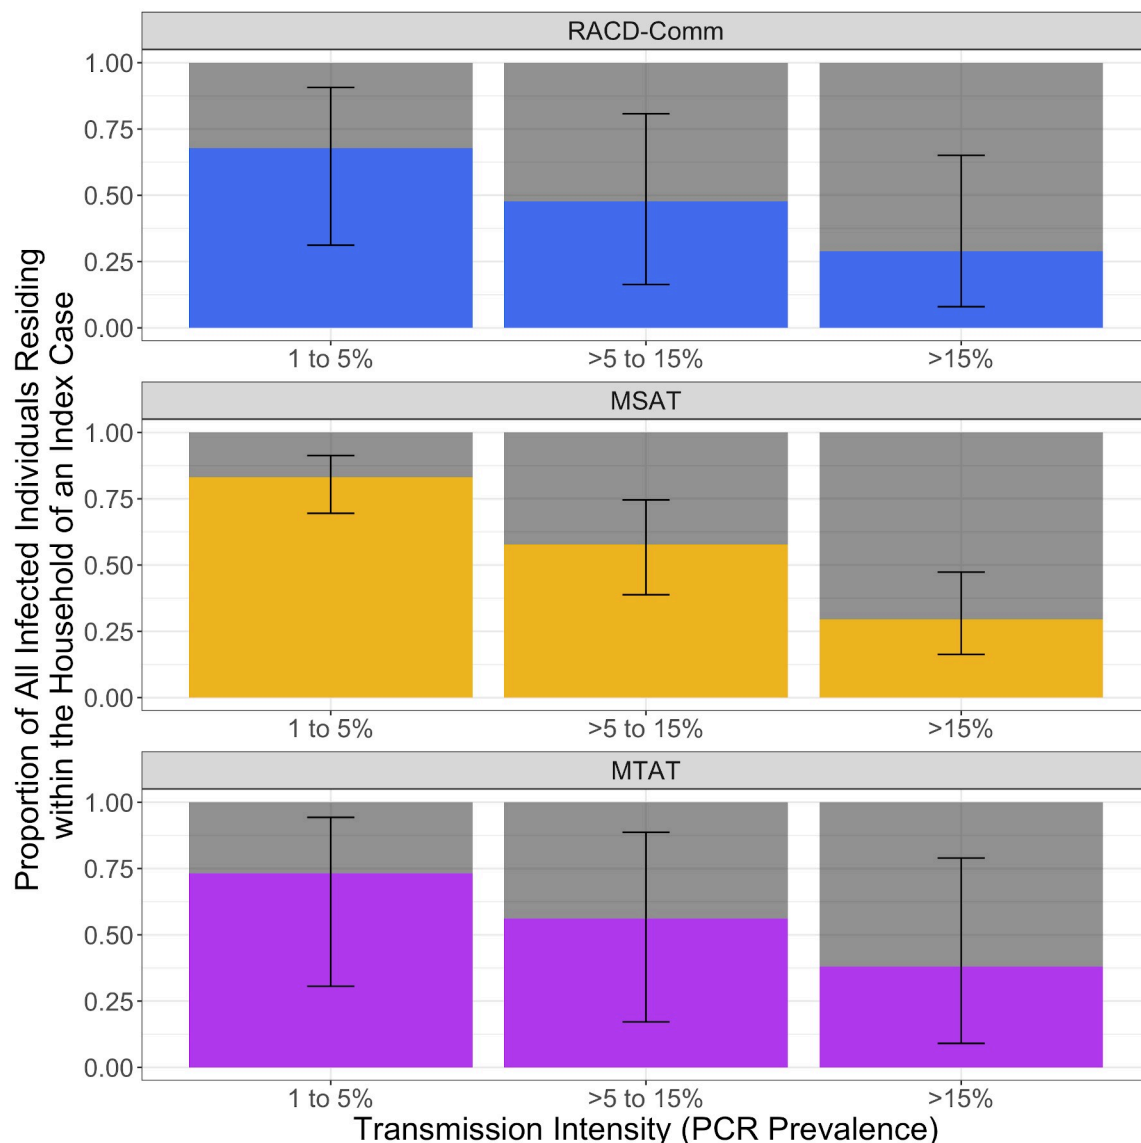 Proportion of All Infected Individuals Residing
within the Household of an Index Case
RACD-Comm
1.00
0.75
0.50
0.25
0.00
1 to 5%
>5 to 15%
>15%
MSAT
1.00
0.75
0.50
0.25
0.00
1 to 5%
>5 to 15%
>15%
MTAT
1.00
0.75
0.50
0.25
0.00
1 to 5%
>5 to 15%
>15%
Transmission Intensity (PCR Prevalence)